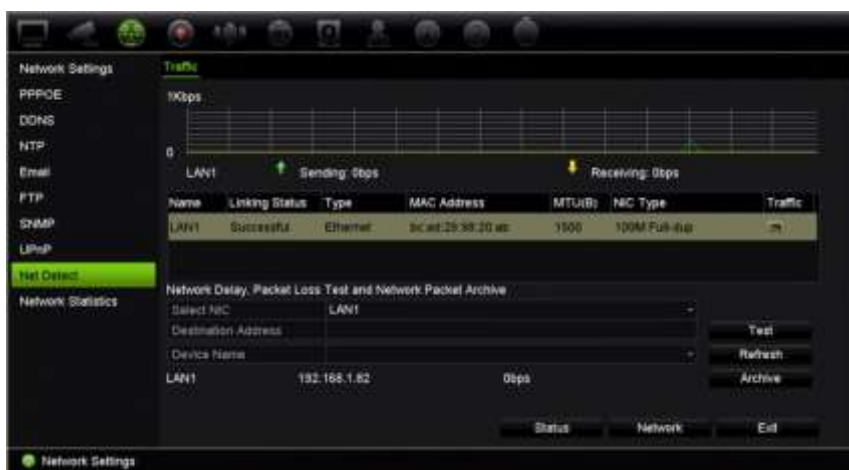 Network Settings
PPPOE
DDNS
NTP
Email
FTP
SNMP
UPnP
Net Detect
Network Statistics
Traffic
1Kbps
0
LAN1 Sending: 0bps Receiving: 0bps
Name Linking Status Type MAC Address MTU(B) NIC Type Traffic
LAN1 Successful Ethernet 1500 100M Full-dup
Network Delay, Packet Loss Test and Network Packet Archive
Select NIC LAN1
Destination Address Test
Device Name Refresh
LAN1 192.168.1.82 0bps Archive
Status Network Exit
Network Settings